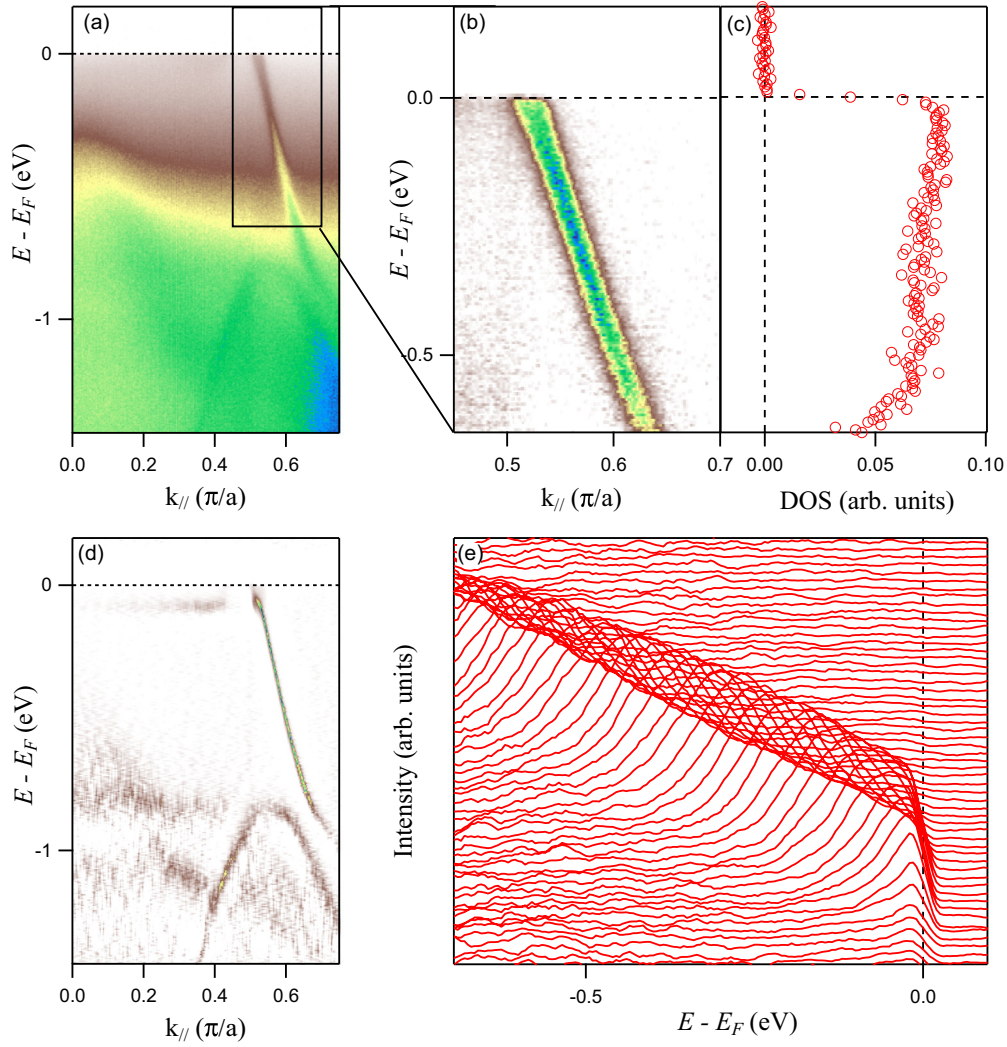 (a)
0
-1
E - E_F (eV)
0.0
0.2
0.4
0.6
k_// (π/a)
(b)
0.0
-0.5
E - E_F (eV)
0.5
0.6
0.7
k_// (π/a)
(c)
0.00
0.05
0.10
DOS (arb. units)
(d)
0
-1
E - E_F (eV)
0.0
0.2
0.4
0.6
k_// (π/a)
(e)
Intensity (arb. units)
-0.5
0.0
E - E_F (eV)